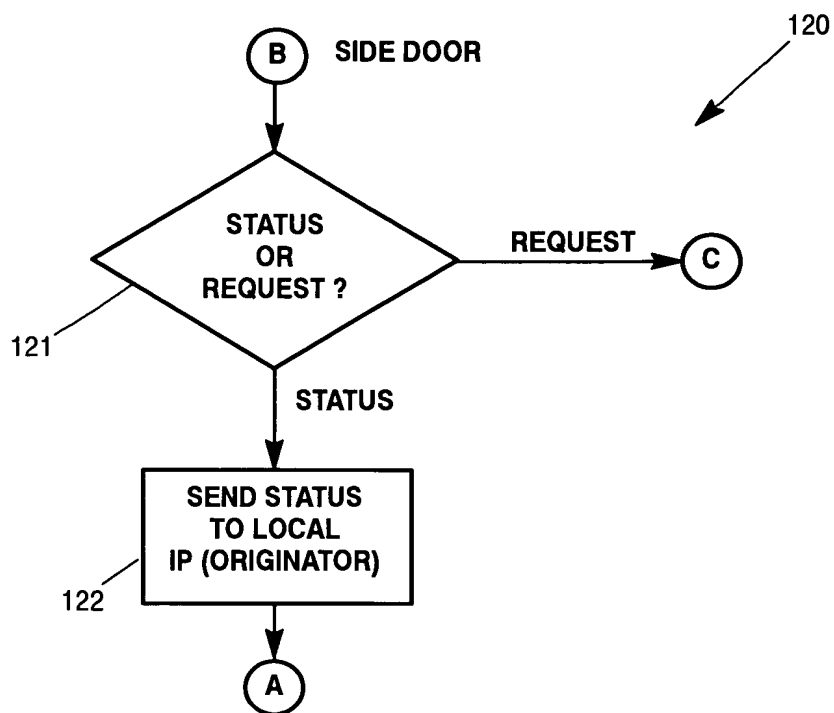 120
B SIDE DOOR
STATUS
OR
REQUEST ?
REQUEST
C
121
STATUS
SEND STATUS
TO LOCAL
IP (ORIGINATOR)
122
A